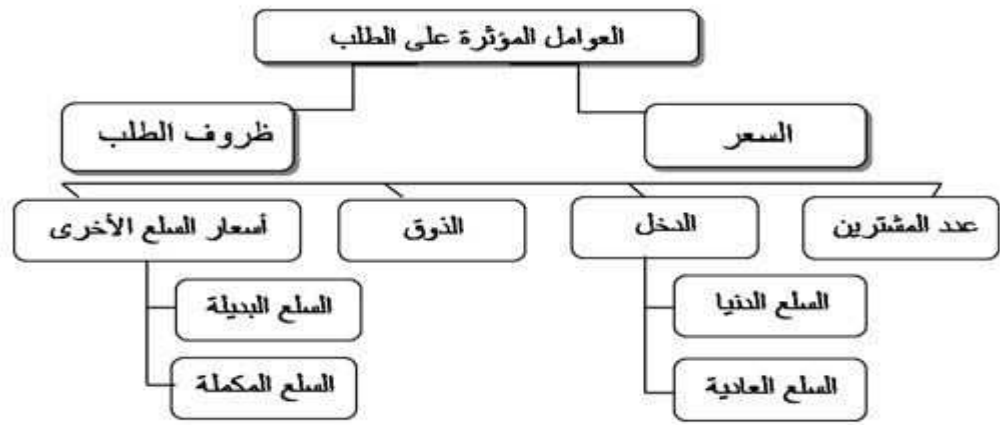 العوامل المؤثرة على الطلب
السعر
ظروف الطلب
عدد المشترين
الدخل
الذوق
أسعار السلع الأخرى
السلع الدنيا
السلع البديلة
السلع العادية
السلع المكملة